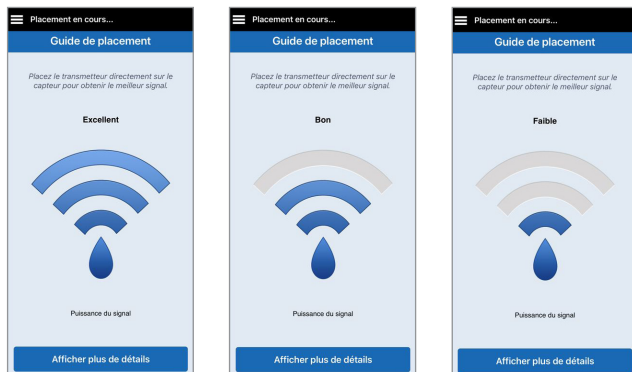 Placement en cours...
Guide de placement
Placez le transmetteur directement sur le
capteur pour obtenir le meilleur signal.
Excellent
Puissance du signal
Afficher plus de détails
Placement en cours...
Guide de placement
Placez le transmetteur directement sur le
capteur pour obtenir le meilleur signal.
Bon
Puissance du signal
Afficher plus de détails
Placement en cours...
Guide de placement
Placez le transmetteur directement sur le
capteur pour obtenir le meilleur signal.
Faible
Puissance du signal
Afficher plus de détails